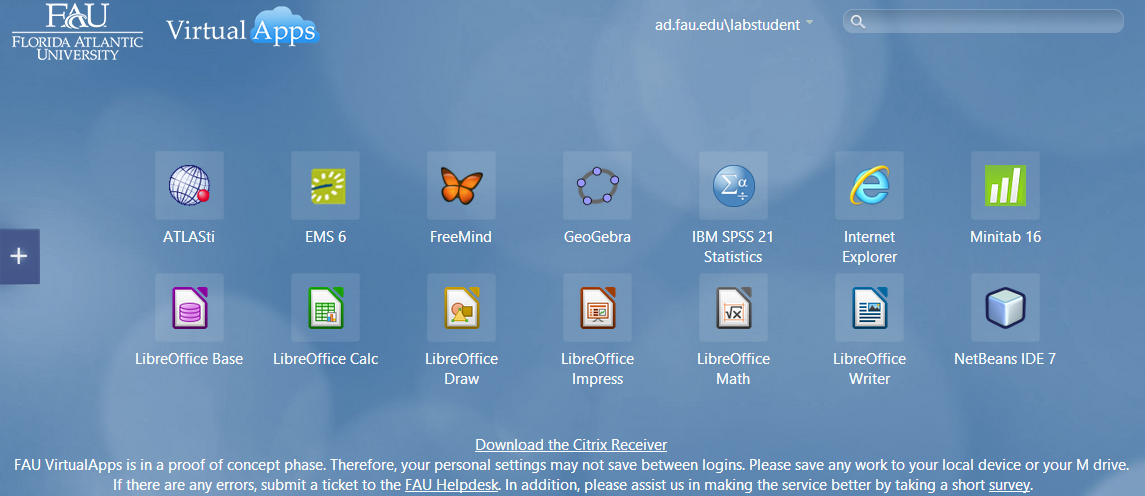 FAU
FLORIDA ATLANTIC
UNIVERSITY
Virtual Apps
ad.fau.edu\labstudent
ATLASti
EMS 6
FreeMind
GeoGebra
IBM SPSS 21
Statistics
Internet
Explorer
Minitab 16
LibreOffice Base
LibreOffice Calc
LibreOffice
Draw
LibreOffice
Impress
LibreOffice
Math
LibreOffice
Writer
NetBeans IDE 7
Download the Citrix Receiver
FAU VirtualApps is in a proof of concept phase. Therefore, your personal settings may not save between logins. Please save any work to your local device or your M drive.
If there are any errors, submit a ticket to the FAU Helpdesk. In addition, please assist us in making the service better by taking a short survey.